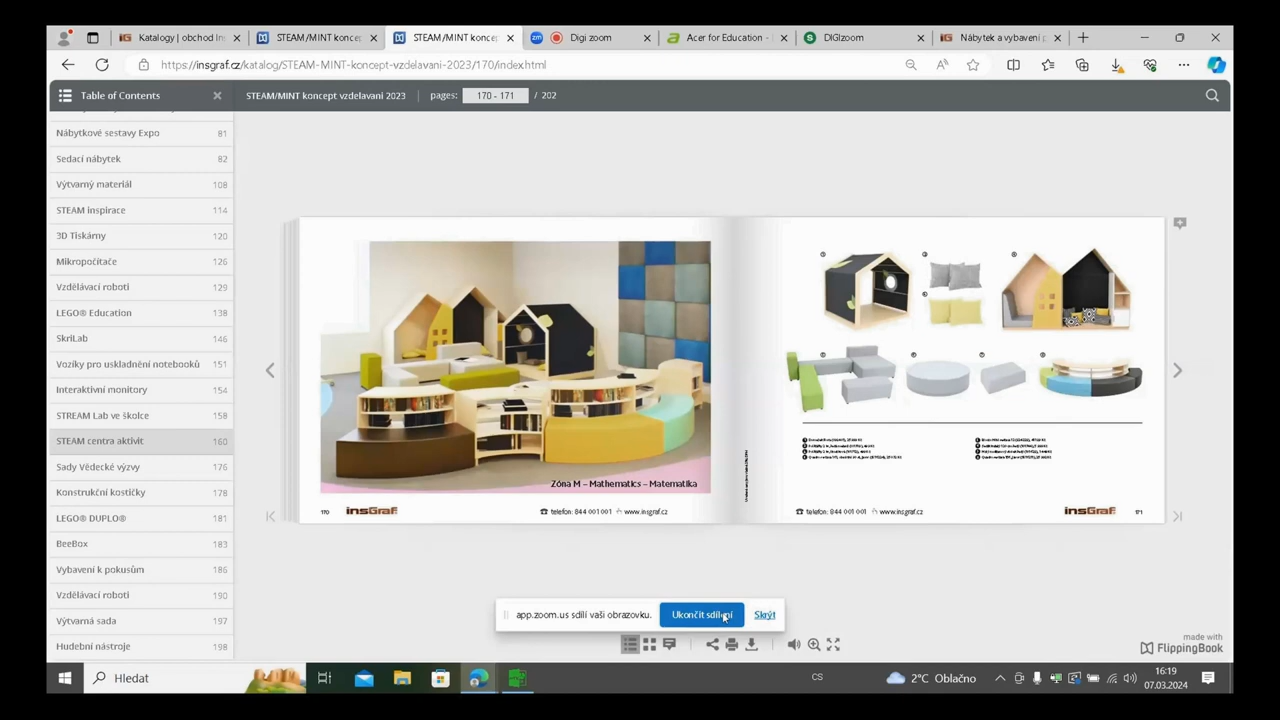 Katalogy | obchod Ins
STEAM/MINT konce
STEAM/MINT konce
Digi zoom
Acer for Education -
DIGIzoom
Nábytek a vybavení p
https://insgraf.cz/katalog/STEAM-MINT-koncept-vzdelavani-2023/170/index.html
Table of Contents
STEAM/MINT koncept vzdelavani 2023
pages: 170 - 171 / 202
Nábytkové sestavy Expo 81
Sedací nábytek 82
Výtvarný materiál 108
STEAM inspirace 114
3D Tiskárny 120
Mikropočítače 126
Vzdělávací roboti 129
LEGO® Education 138
SkriLab 146
Vozíky pro uskladnění notebooků 151
Interaktivní monitory 154
STREAM Lab ve školce 158
STEAM centra aktivit 160
Sady Vědec 176
Konstrukční kostičky 178
LEGO® DUPLO® 181
BeeBox 183
Vybavení k pokusům 186
Vzdělávací roboti 190
Výtvarná sada 197
Hudební nástroje 198
Zóna M – Mathematics – Matematika
170 insGraf telefon: 844 001 001 www.insgraf.cz
telefon: 844 001 001 www.insgraf.cz insGraf 171
app.zoom.us sdílí vaši obrazovku. Ukončit sdílení Skrýt
made with
FlippingBook
Hledat
CS
2°C Oblačno
16:19
07.03.2024